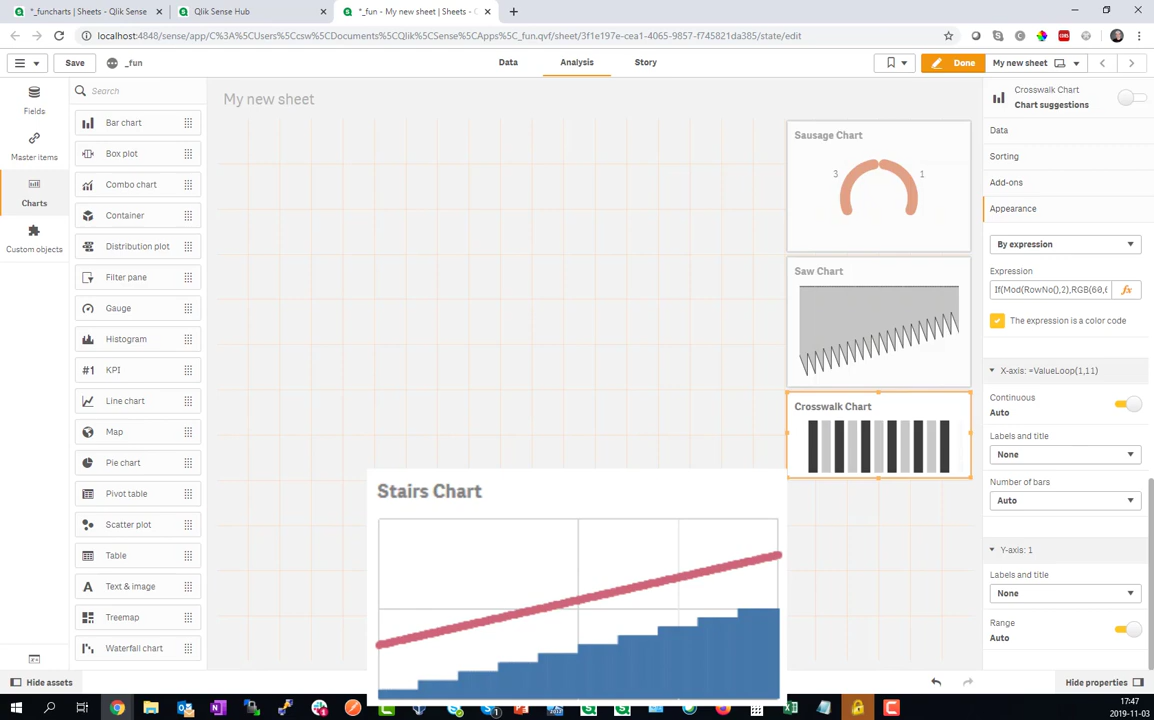 *_funcharts | Sheets - Qlik Sense
Qlik Sense Hub
*_fun - My new sheet | Sheets -
localhost:4848/sense/app/C%3A%5CUsers%5Ccsw%5CDocuments%5CQlik%5CSense%5CApps%5C_fun.qvf/sheet/3f1e197e-cea1-4065-9857-f745821da385/state/edit
Save
_fun
Data
Analysis
Story
Done
My new sheet
Fields
Master items
Charts
Custom objects
Search
Bar chart
Box plot
Combo chart
Container
Distribution plot
Filter pane
Gauge
Histogram
#1 KPI
Line chart
Map
Pie chart
Pivot table
Scatter plot
Table
A Text & image
Treemap
Waterfall chart
My new sheet
Sausage Chart
3
1
Saw Chart
Crosswalk Chart
Stairs Chart
Crosswalk Chart
Chart suggestions
Data
Sorting
Add-ons
Appearance
By expression
Expression
If(Mod(RowNo(),2),RGB(60,6
fx
The expression is a color code
X-axis: =ValueLoop(1,11)
Continuous
Auto
Labels and title
None
Number of bars
Auto
Y-axis: 1
Labels and title
None
Range
Auto
Hide assets
Hide properties
17:47
2019-11-03